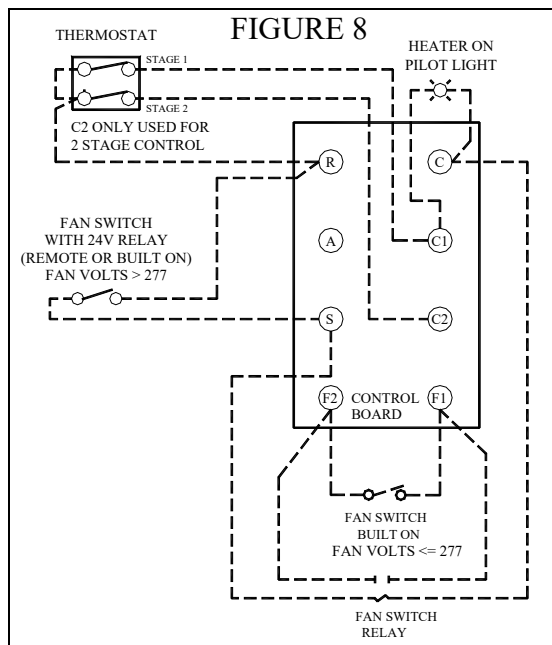 FIGURE 8
THERMOSTAT
STAGE 1
STAGE 2
C2 ONLY USED FOR
2 STAGE CONTROL
HEATER ON
PILOT LIGHT
R
C
FAN SWITCH
WITH 24V RELAY
(REMOTE OR BUILT ON)
FAN VOLTS > 277
A
C1
S
C2
F2
CONTROL
BOARD
F1
FAN SWITCH
BUILT ON
FAN VOLTS <= 277
FAN SWITCH
RELAY